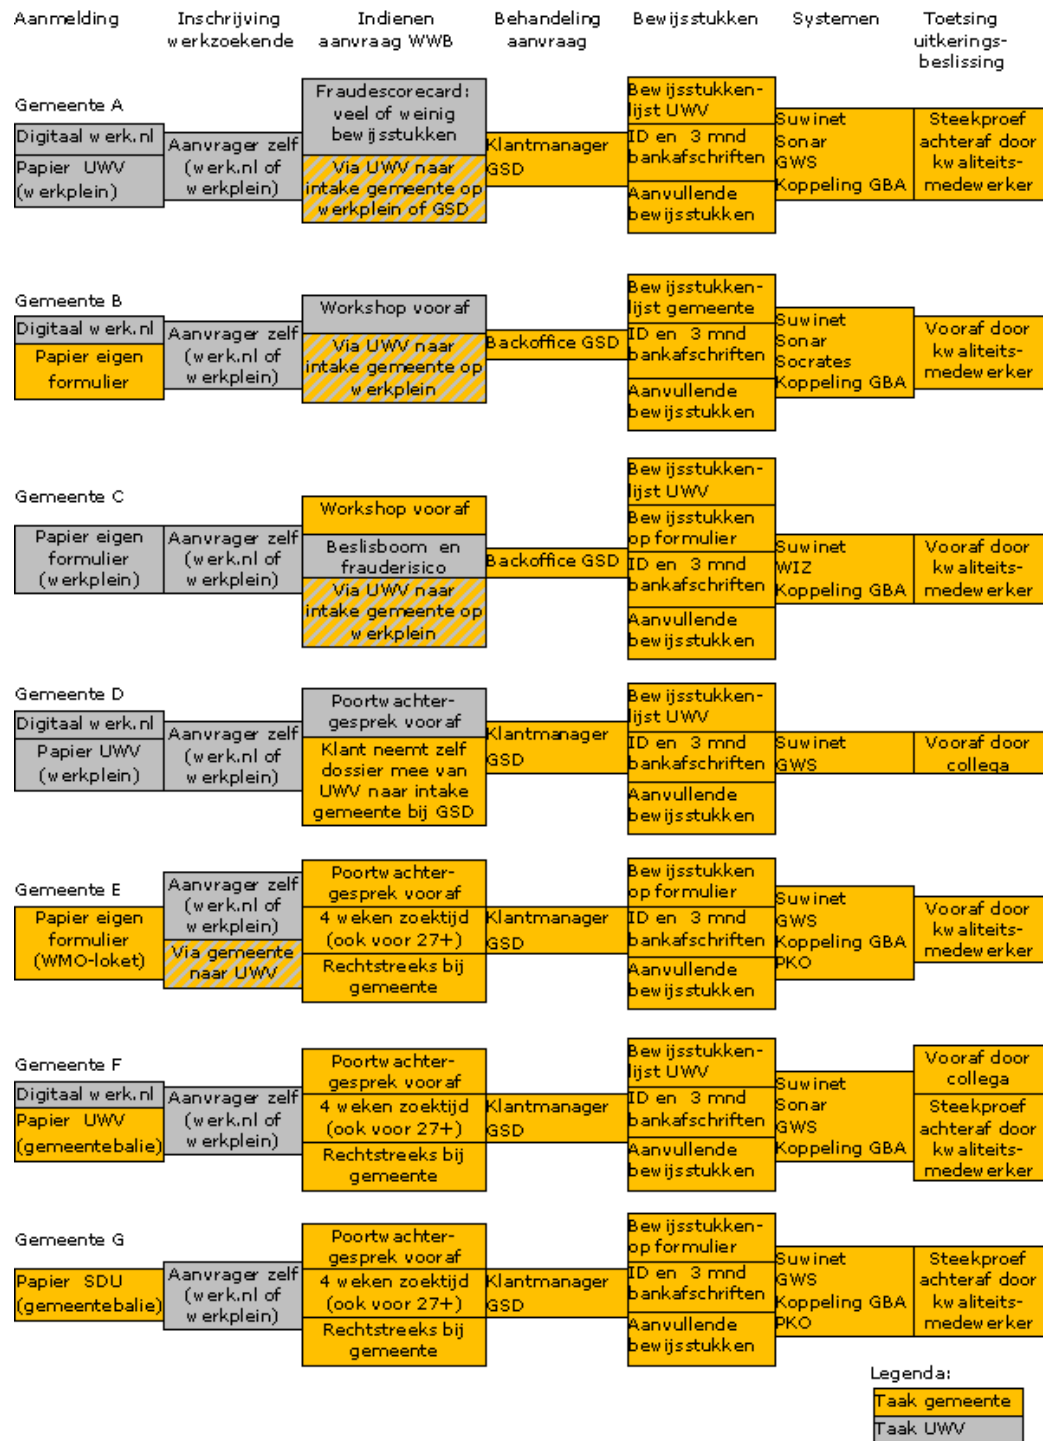 Aanmelding
Inschrijving
werkzoekende
Indienen
aanvraag WWB
Behandeling
aanvraag
Bewijsstukken
Systemen
Toetsing
uitkerings-
beslissing
Gemeente A
Digitaal werk.nl
Papier UWV
(werkplein)
Aanvrager zelf
(werk.nl of
werkplein)
Fraudescorecard:
veel of weinig
bewijsstukken
Via UWV naar
intake gemeente op
werkplein of GSD
Klantmanager
GSD
Bewijsstukken-
lijst UWV
ID en 3 mnd
bankafschriften
Aanvullende
bewijsstukken
Suwinet
Sonar
GWS
Koppeling GBA
Steekproef
achteraf door
kwaliteits-
medewerker
Gemeente B
Digitaal werk.nl
Papier eigen
formulier
Aanvrager zelf
(werk.nl of
werkplein)
Workshop vooraf
Via UWV naar
intake gemeente op
werkplein
Backoffice GSD
Bewijsstukken-
lijst gemeente
ID en 3 mnd
bankafschriften
Aanvullende
bewijsstukken
Suwinet
Sonar
Socrates
Koppeling GBA
Vooraf door
kwaliteits-
medewerker
Gemeente C
Papier eigen
formulier
(werkplein)
Aanvrager zelf
(werk.nl of
werkplein)
Workshop vooraf
Beslisboom en
frauderisico
Via UWV naar
intake gemeente op
werkplein
Backoffice GSD
Bewijsstukken-
lijst UWV
Bewijsstukken
op formulier
ID en 3 mnd
bankafschriften
Aanvullende
bewijsstukken
Suwinet
WIZ
Koppeling GBA
Vooraf door
kwaliteits-
medewerker
Gemeente D
Digitaal werk.nl
Papier UWV
(werkplein)
Aanvrager zelf
(werk.nl of
werkplein)
Poortwachter-
gesprek vooraf
Klant neemt zelf
dossier mee van
UWV naar intake
gemeente bij GSD
Klantmanager
GSD
Bewijsstukken-
lijst UWV
ID en 3 mnd
bankafschriften
Aanvullende
bewijsstukken
Suwinet
GWS
Vooraf door
collega
Gemeente E
Papier eigen
formulier
(WMO-loket)
Aanvrager zelf
(werk.nl of
werkplein)
Via gemeente
naar UWV
Poortwachter-
gesprek vooraf
4 weken zoektijd
(ook voor 27+)
Rechtstreeks bij
gemeente
Klantmanager
GSD
Bewijsstukken
op formulier
ID en 3 mnd
bankafschriften
Aanvullende
bewijsstukken
Suwinet
GWS
Koppeling GBA
PKO
Vooraf door
kwaliteits-
medewerker
Gemeente F
Digitaal werk.nl
Papier UWV
(gemeentebalie)
Aanvrager zelf
(werk.nl of
werkplein)
Poortwachter-
gesprek vooraf
4 weken zoektijd
(ook voor 27+)
Rechtstreeks bij
gemeente
Klantmanager
GSD
Bewijsstukken-
lijst UWV
ID en 3 mnd
bankafschriften
Aanvullende
bewijsstukken
Suwinet
Sonar
GWS
Koppeling GBA
Vooraf door
collega
Steekproef
achteraf door
kwaliteits-
medewerker
Gemeente G
Papier SDU
(gemeentebalie)
Aanvrager zelf
(werk.nl of
werkplein)
Poortwachter-
gesprek vooraf
4 weken zoektijd
(ook voor 27+)
Rechtstreeks bij
gemeente
Klantmanager
GSD
Bewijsstukken-
op formulier
ID en 3 mnd
bankafschriften
Aanvullende
bewijsstukken
Suwinet
GWS
Koppeling GBA
PKO
Steekproef
achteraf door
kwaliteits-
medewerker
Legenda:
Taak gemeente
Taak UWV